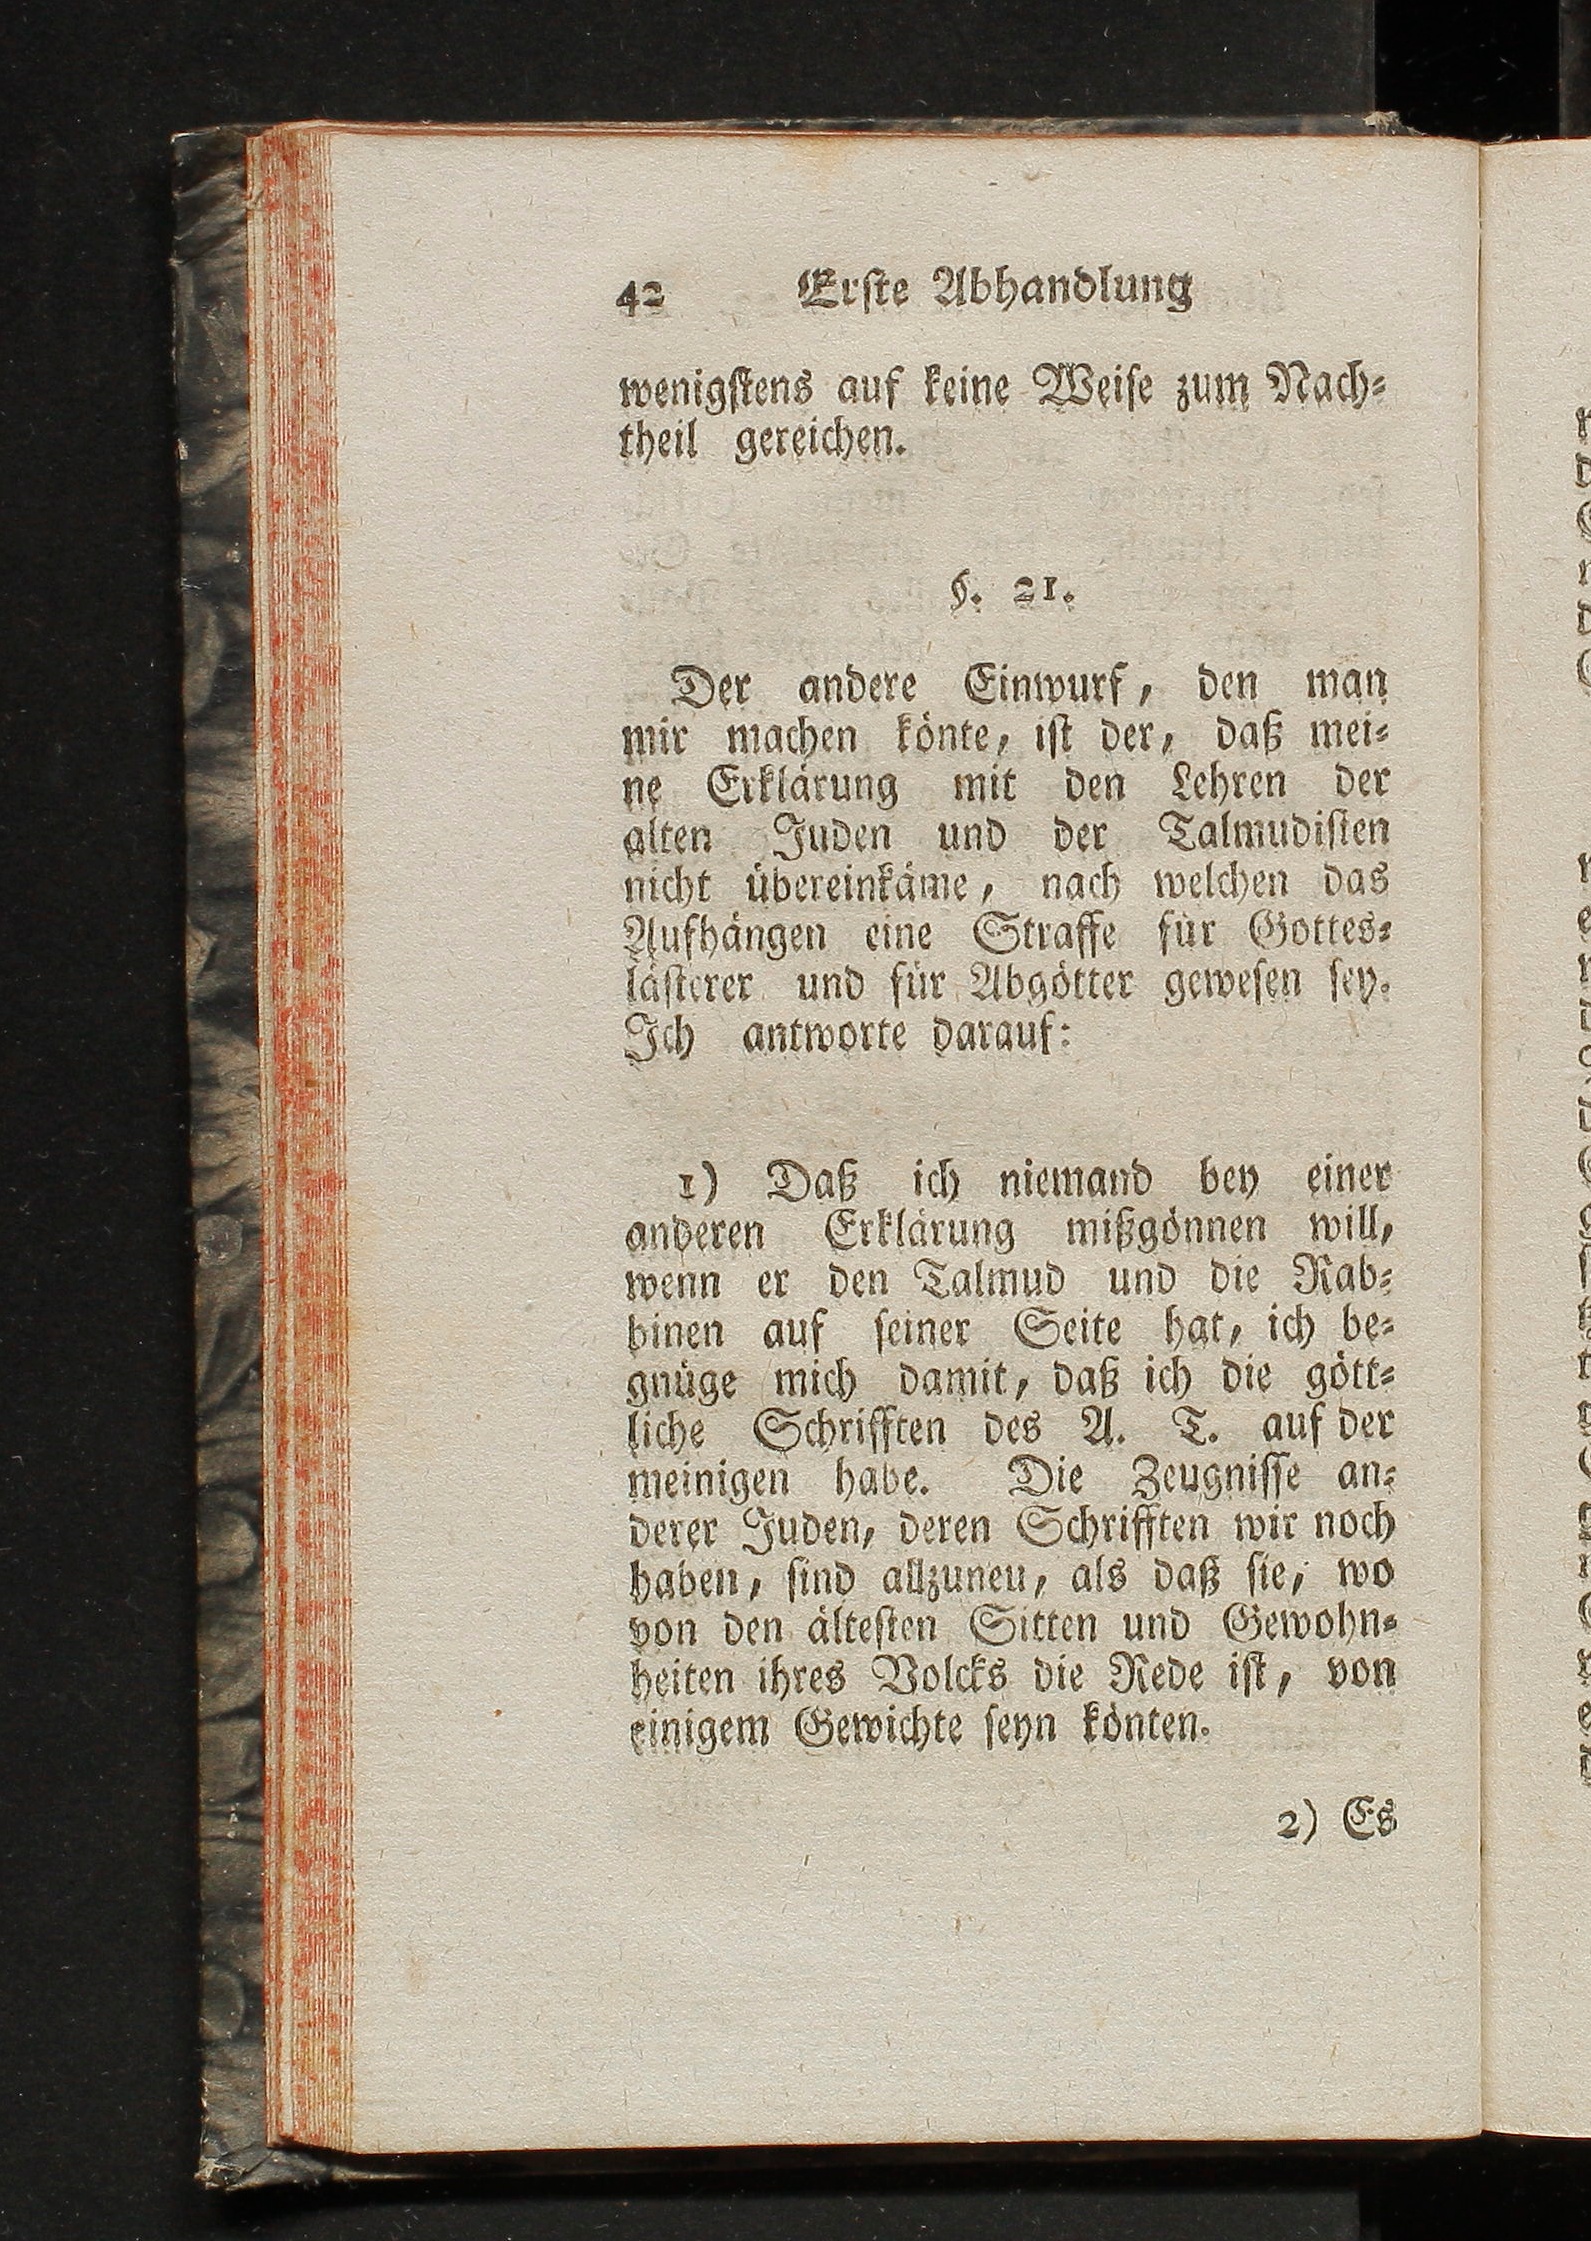 42 Erste Abhandlung
wenigstens auf keine Weise zum Nach-
theil gereichen.
§. 21.
Der andere Einwurf, den man
mir machen könte, ist der, daß mei-
ne Erklärung mit den Lehren der
alten Juden und der Talmudisten
nicht übereinkäme, nach welchen das
Aufhängen eine Straffe für Gottes-
lästerer und für Abgötter gewesen sey.
Ich antworte darauf:
1) Daß ich niemand bey einer
anderen Erklärung mißgönnen will,
wenn er den Talmud und die Rab-
binen auf seiner Seite hat, ich be-
gnüge mich damit, daß ich die gött-
liche Schrifften des A. T. auf der
meinigen habe. Die Zeugnisse an-
derer Juden, deren Schrifften wir noch
haben, sind allzuneu, als daß sie, wo
von den ältesten Sitten und Gewohn-
heiten ihres Volcks die Rede ist, von
einigem Gewichte seyn könten.
2) Es